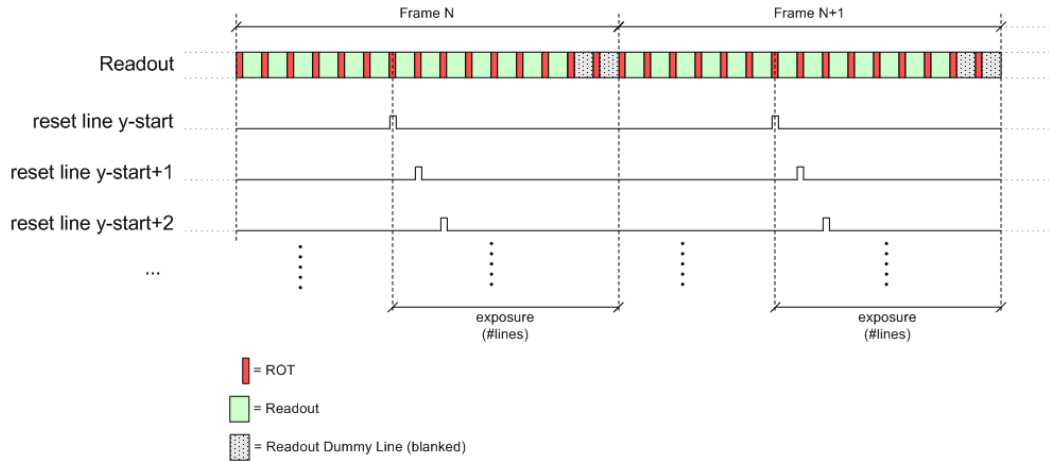 Frame N
Frame N+1
Readout
reset line y-start
reset line y-start+1
reset line y-start+2
...
exposure
(#lines)
exposure
(#lines)
= ROT
= Readout
= Readout Dummy Line (blanked)